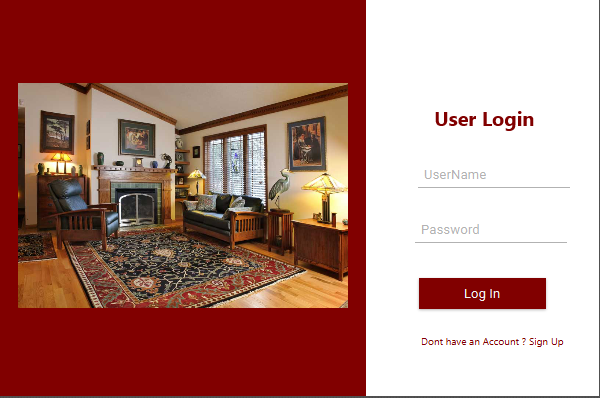 User Login
UserName
Password
Log In
Dont have an Account ? Sign Up